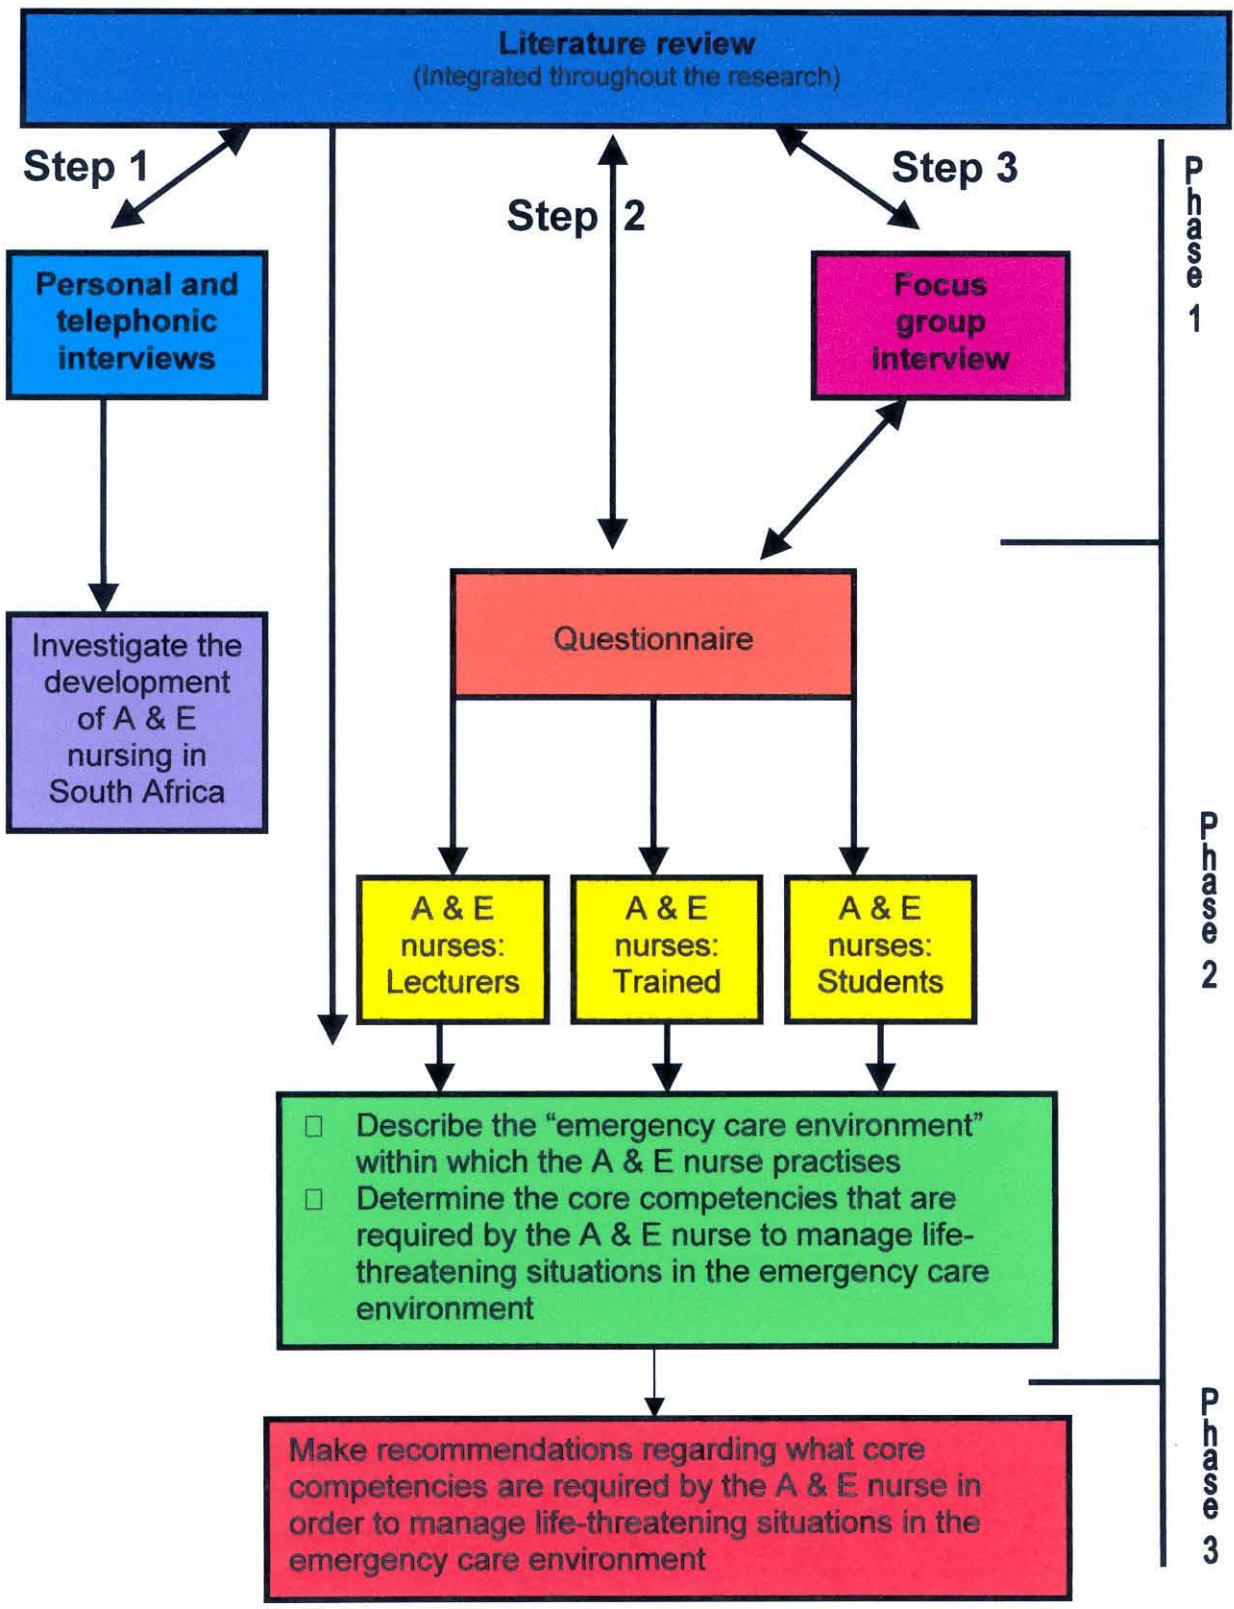 Literature review
(integrated throughout the research)
Step 1
Step 2
Step 3
Phase 1
Personal and
telephonic
interviews
Focus
group
interview
Questionnaire
Investigate the
development
of A & E
nursing in
South Africa
Phase 2
A & E
nurses:
Lecturers
A & E
nurses:
Trained
A & E
nurses:
Students
Describe the “emergency care environment”
within which the A & E nurse practises
Determine the core competencies that are
required by the A & E nurse to manage life-
threatening situations in the emergency care
environment
Phase 3
Make recommendations regarding what core
competencies are required by the A & E nurse in
order to manage life-threatening situations in the
emergency care environment